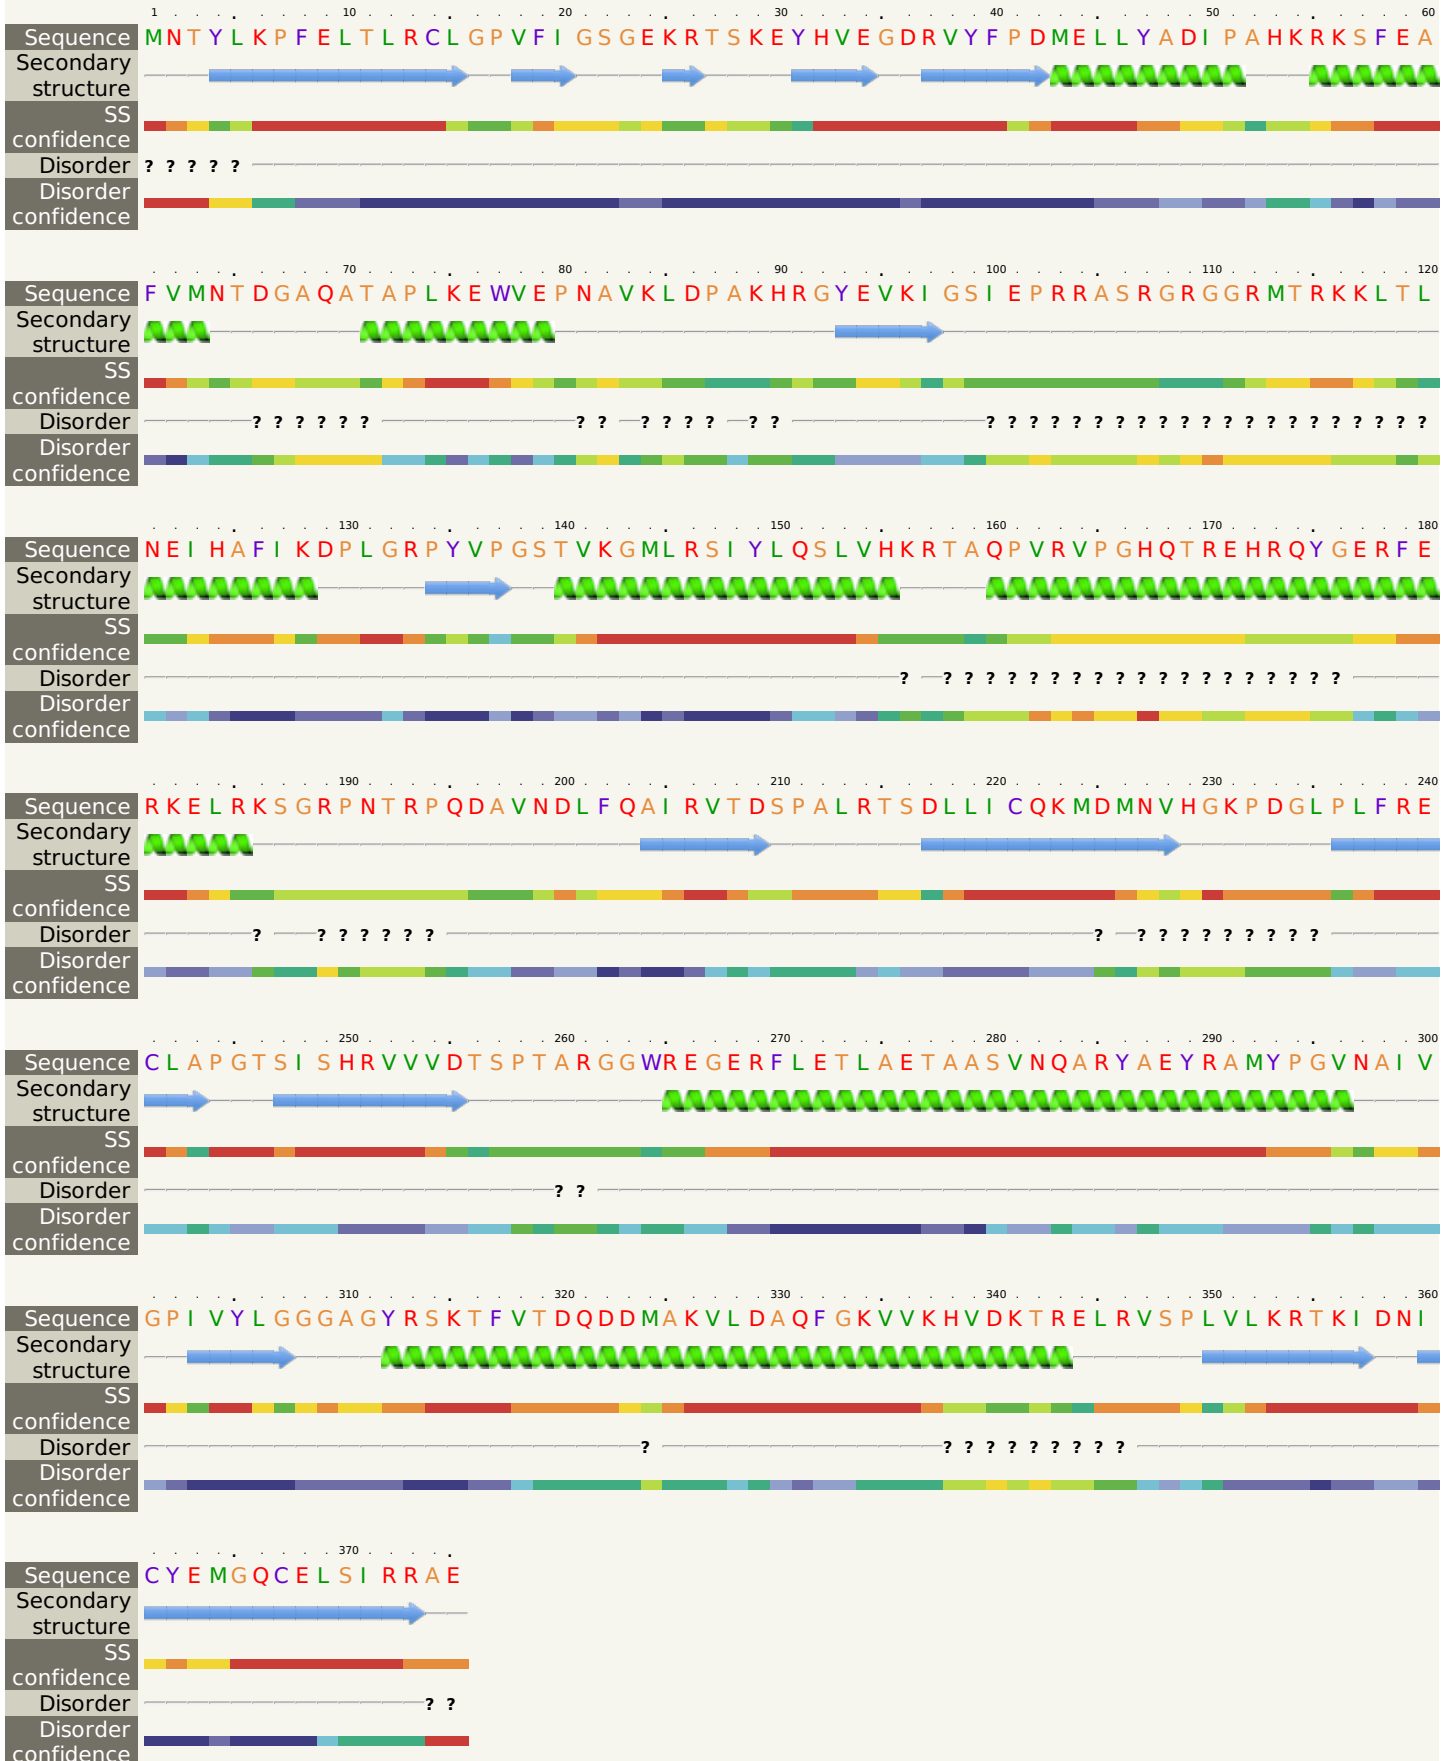 1 10 20 30 40 50 60
Sequence MNTYLKPFELTLRCLGPVFIGSGEKRTSKEYHVEGDRVYFPDMELLYADIPAHKRKSFEA
Secondary
structure
SS
confidence
Disorder ? ? ? ? ?
Disorder
confidence
70 80 90 100 110 120
Sequence FVMNTDGAQATAPLKEWVEPNAVKLDPAKHRGYEVKIGSIEPRRASRGRGGRMTRKKLTL
Secondary
structure
SS
confidence
Disorder ? ? ? ? ? ? ? ? ? ? ? ? ? ? ? ? ? ? ? ? ? ? ? ? ? ? ? ? ? ? ? ? ? ? ?
Disorder
confidence
130 140 150 160 170 180
Sequence NEIHAFIKDPLGRPYVPGSTVKGMLRSIYLQSLVHKRTAQPVRVPGHQTREHRQYGERFE
Secondary
structure
SS
confidence
Disorder ? ? ? ? ? ? ? ? ? ? ? ? ? ? ? ? ? ? ? ?
Disorder
confidence
190 200 210 220 230 240
Sequence RKELRKSGRPNTRPQDAVNDLFQAIRVTDSPALRTSDLLICQKMDMNVHGKPDGLPLFRE
Secondary
structure
SS
confidence
Disorder ? ? ? ? ? ? ? ? ? ? ? ? ? ? ? ? ?
Disorder
confidence
250 260 270 280 290 300
Sequence CLAPGTSISHRVVVDTSPTARGGWREGERFLETLAETAASVNQARYAEYRAMYPGVNAIV
Secondary
structure
SS
confidence
Disorder ? ?
Disorder
confidence
310 320 330 340 350 360
Sequence GPIVYLGGGAGYRSKTFVTDQDDMAKVLDAQFGKVVKHVDKTRELRVSPLVLKRTKIDNI
Secondary
structure
SS
confidence
Disorder ? ? ? ? ? ? ? ? ? ?
Disorder
confidence
370
Sequence CYEMGQCELSIRRAE
Secondary
structure
SS
confidence
Disorder ? ?
Disorder
confidence